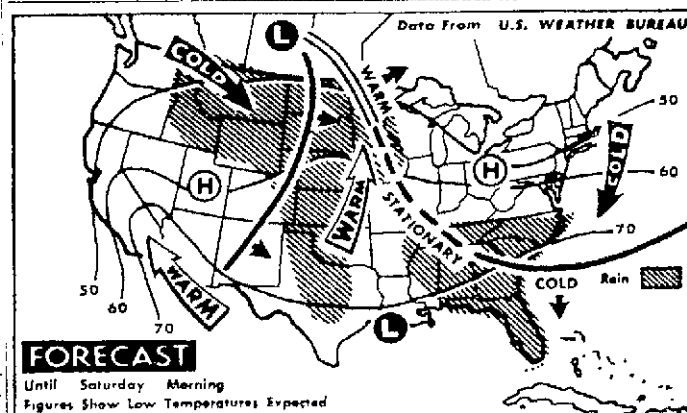 Data From U.S. WEATHER BUREAU
L
COLD
WARM
50
H
H
COLD
60
WARM
STATIONARY
70
WARM
50
60
70
COLD
Rain
L
FORECAST
Until Saturday Morning
Figures Show Low Temperatures Expected